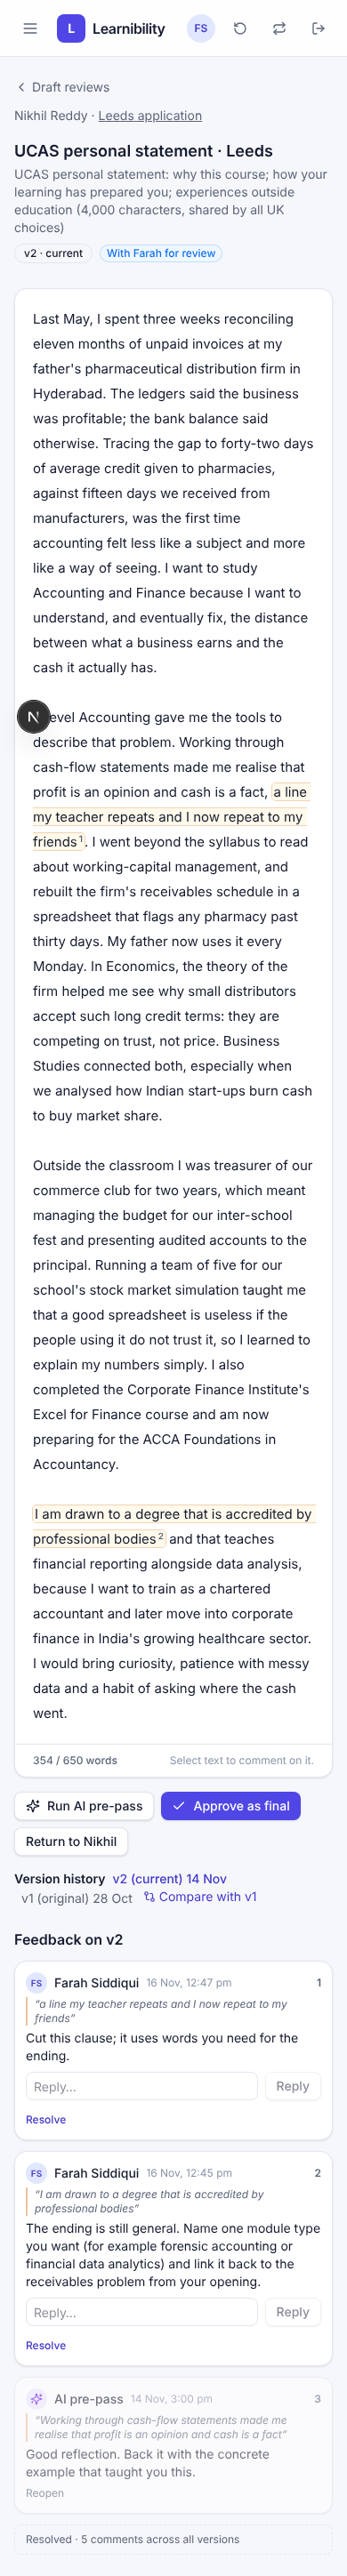 L Learnibility FS
Draft reviews
Nikhil Reddy · Leeds application
UCAS personal statement · Leeds
UCAS personal statement: why this course; how your
learning has prepared you; experiences outside
education (4,000 characters, shared by all UK
choices)
v2 · current With Farah for review
Last May, I spent three weeks reconciling
eleven months of unpaid invoices at my
father's pharmaceutical distribution firm in
Hyderabad. The ledgers said the business
was profitable; the bank balance said
otherwise. Tracing the gap to forty-two days
of average credit given to pharmacies,
against fifteen days we received from
manufacturers, was the first time
accounting felt less like a subject and more
like a way of seeing. I want to study
Accounting and Finance because I want to
understand, and eventually fix, the distance
between what a business earns and the
cash it actually has.
N
evel Accounting gave me the tools to
describe that problem. Working through
cash-flow statements made me realise that
profit is an opinion and cash is a fact, a line
my teacher repeats and I now repeat to my
friends 1. I went beyond the syllabus to read
about working-capital management, and
rebuilt the firm's receivables schedule in a
spreadsheet that flags any pharmacy past
thirty days. My father now uses it every
Monday. In Economics, the theory of the
firm helped me see why small distributors
accept such long credit terms: they are
competing on trust, not price. Business
Studies connected both, especially when
we analysed how Indian start-ups burn cash
to buy market share.
Outside the classroom I was treasurer of our
commerce club for two years, which meant
managing the budget for our inter-school
fest and presenting audited accounts to the
principal. Running a team of five for our
school's stock market simulation taught me
that a good spreadsheet is useless if the
people using it do not trust it, so I learned to
explain my numbers simply. I also
completed the Corporate Finance Institute's
Excel for Finance course and am now
preparing for the ACCA Foundations in
Accountancy.
I am drawn to a degree that is accredited by
professional bodies 2 and that teaches
financial reporting alongside data analysis,
because I want to train as a chartered
accountant and later move into corporate
finance in India's growing healthcare sector.
I would bring curiosity, patience with messy
data and a habit of asking where the cash
went.
354 / 650 words Select text to comment on it.
Run AI pre-pass Approve as final
Return to Nikhil
Version history v2 (current) 14 Nov
v1 (original) 28 Oct Compare with v1
Feedback on v2
FS Farah Siddiqui 16 Nov, 12:47 pm 1
"a line my teacher repeats and I now repeat to my
friends"
Cut this clause; it uses words you need for the
ending.
Reply... Reply
Resolve
FS Farah Siddiqui 16 Nov, 12:45 pm 2
"I am drawn to a degree that is accredited by
professional bodies"
The ending is still general. Name one module type
you want (for example forensic accounting or
financial data analytics) and link it back to the
receivables problem from your opening.
Reply... Reply
Resolve
AI pre-pass 14 Nov, 3:00 pm 3
"Working through cash-flow statements made me
realise that profit is an opinion and cash is a fact"
Good reflection. Back it with the concrete
example that taught you this.
Reopen
Resolved · 5 comments across all versions